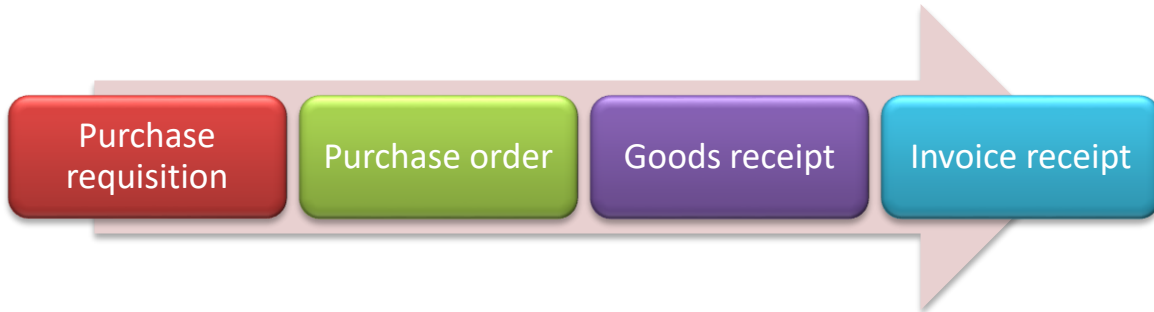 Purchase
requisition
Purchase order
Goods receipt
Invoice receipt